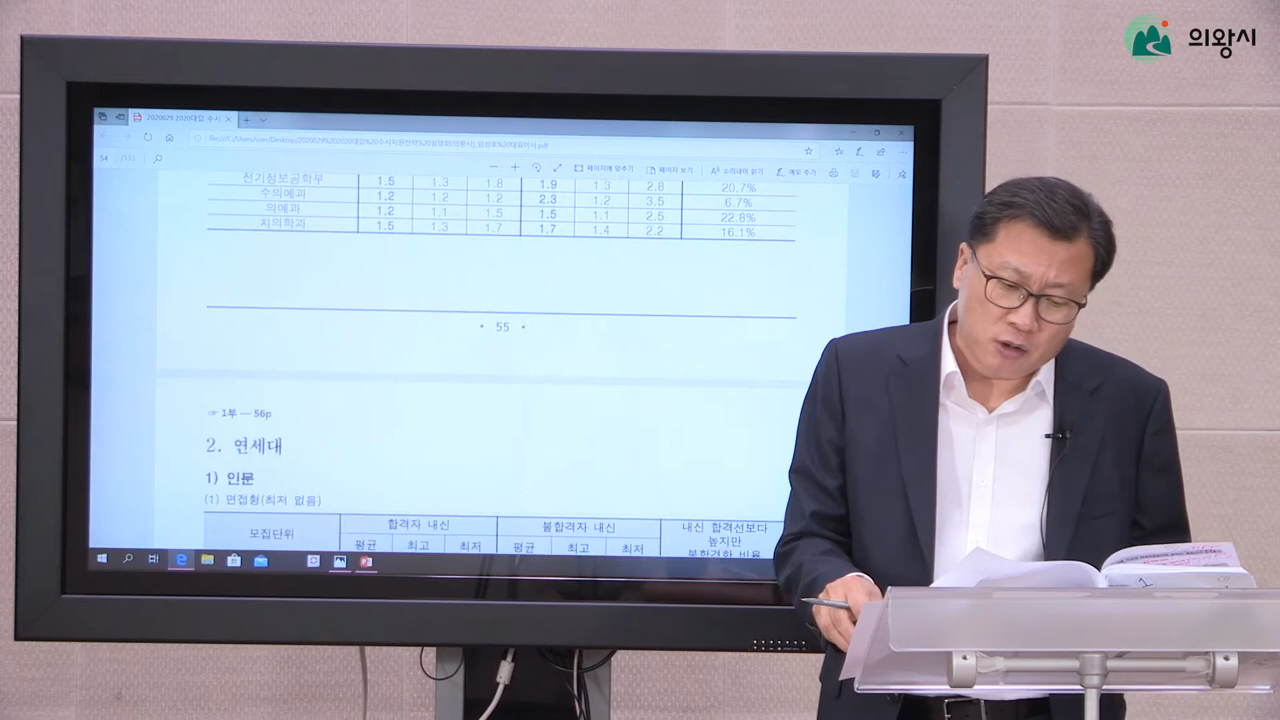 의왕시
20200629 2020대입 수시
54 /131 페이지에 맞추기 페이지 보기 소리내어 읽기 메모 추가
전기정보공학부 1.5 1.3 1.8 1.9 1.3 2.8 20.7%
수의예과 1.2 1.2 1.2 2.3 1.2 3.5 6.7%
의예과 1.2 1.1 1.5 1.5 1.1 2.5 22.8%
치의학과 1.5 1.3 1.7 1.7 1.4 2.2 16.1%
• 55 •
☞ 1부 — 56p
2. 연세대
1) 인문
(1) 면접형(최저 없음)
모집단위 합격자 내신 불합격자 내신 내신 합격선보다
높지만
불합격한 비율
평균 최고 최저 평균 최고 최저